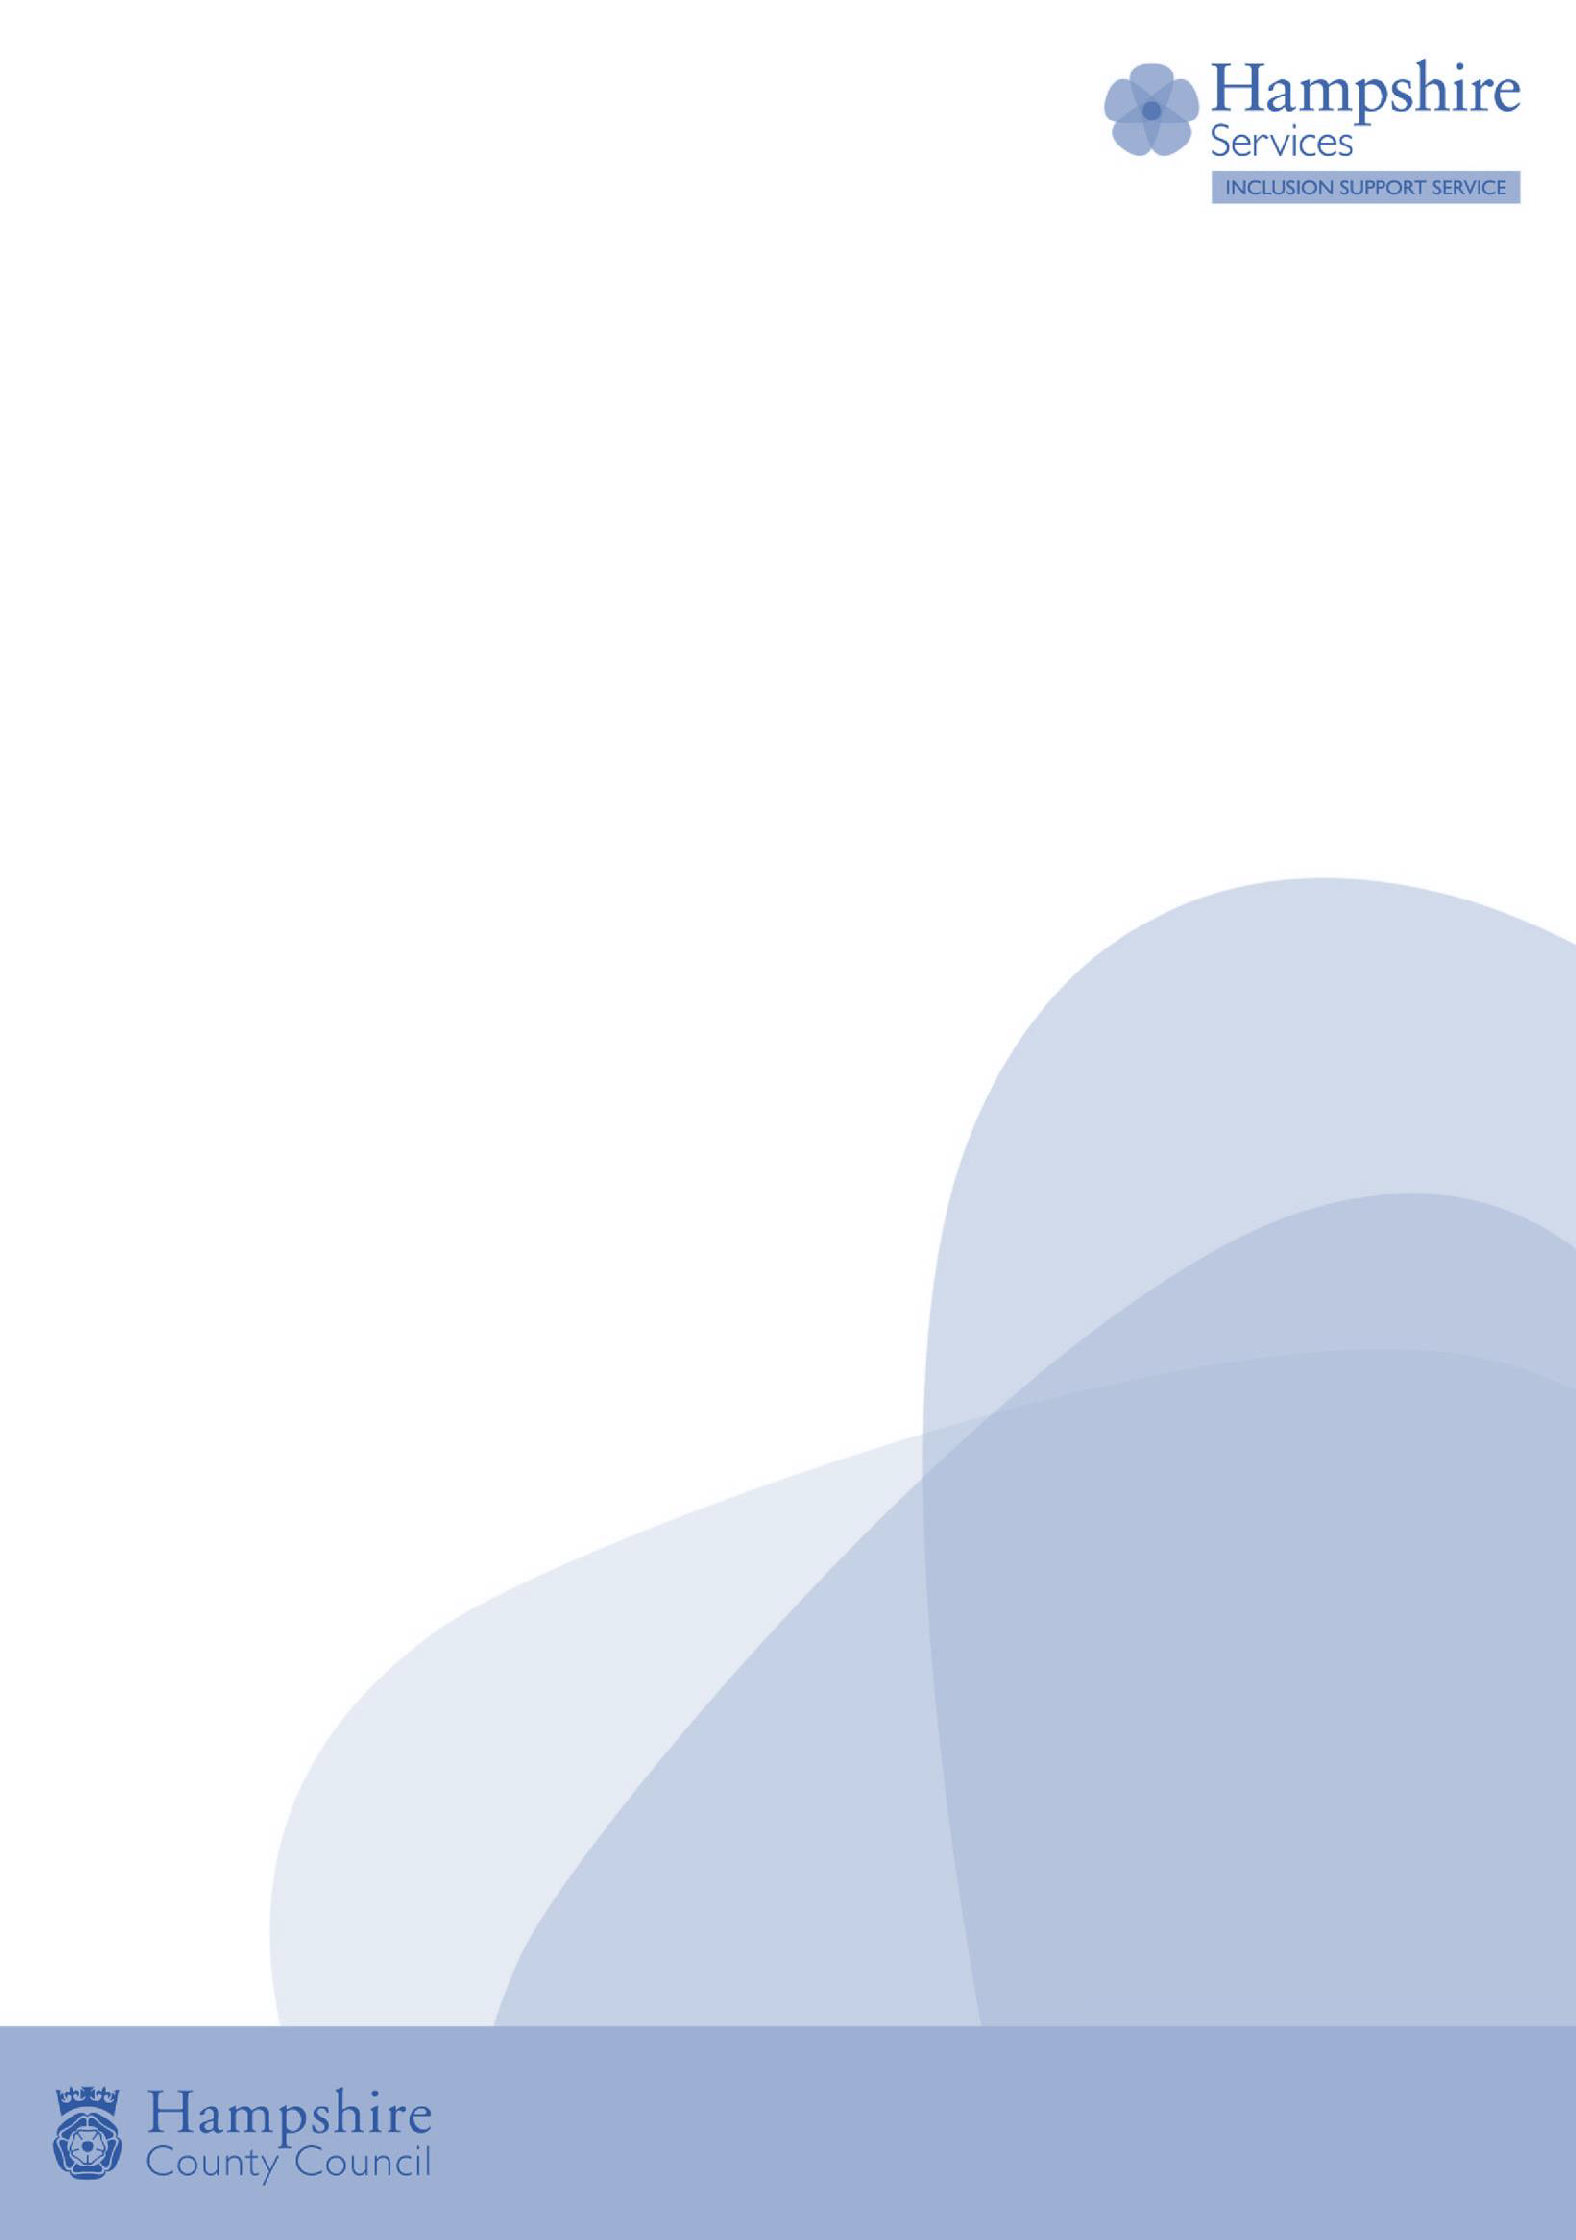 Hampshire
Services
INCLUSION SUPPORT SERVICE
Hampshire
County Council